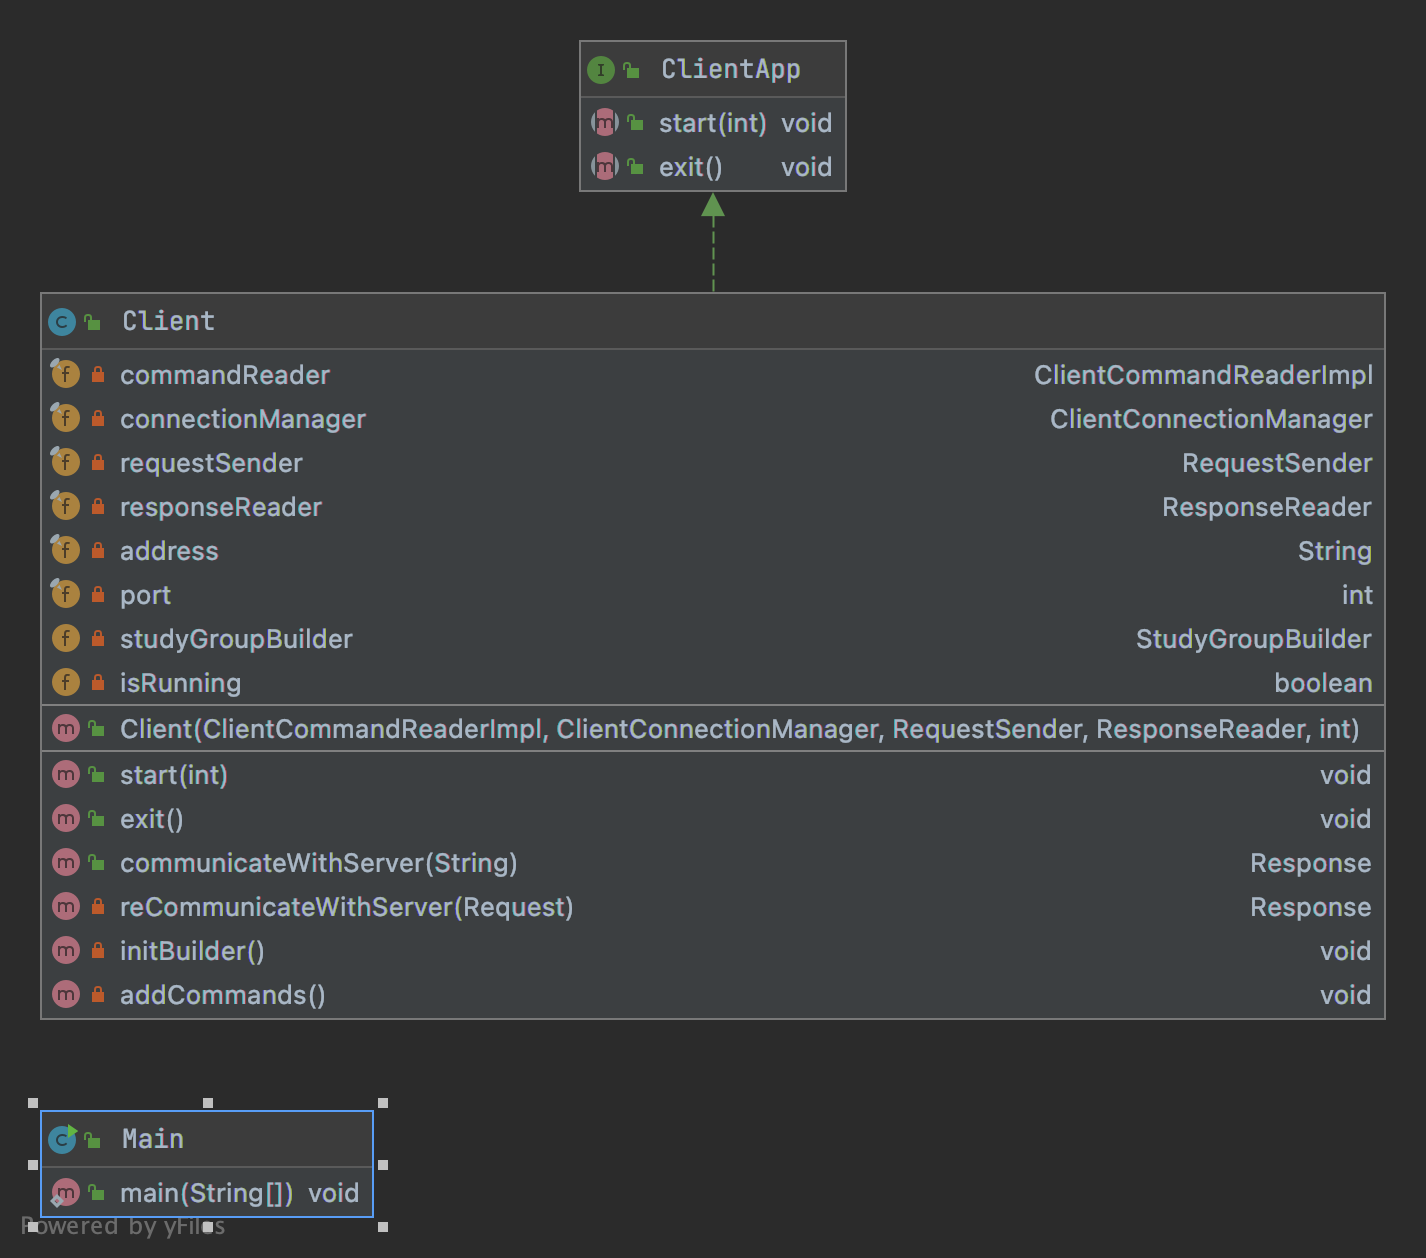 ClientApp
start(int) void
exit() void
Client
commandReader ClientCommandReaderImpl
connectionManager ClientConnectionManager
requestSender RequestSender
responseReader ResponseReader
address String
port int
studyGroupBuilder StudyGroupBuilder
isRunning boolean
Client(ClientCommandReaderImpl, ClientConnectionManager, RequestSender, ResponseReader, int)
start(int) void
exit() void
communicateWithServer(String) Response
reCommunicateWithServer(Request) Response
initBuilder() void
addCommands() void
Main
main(String[]) void
Powered by yFiles